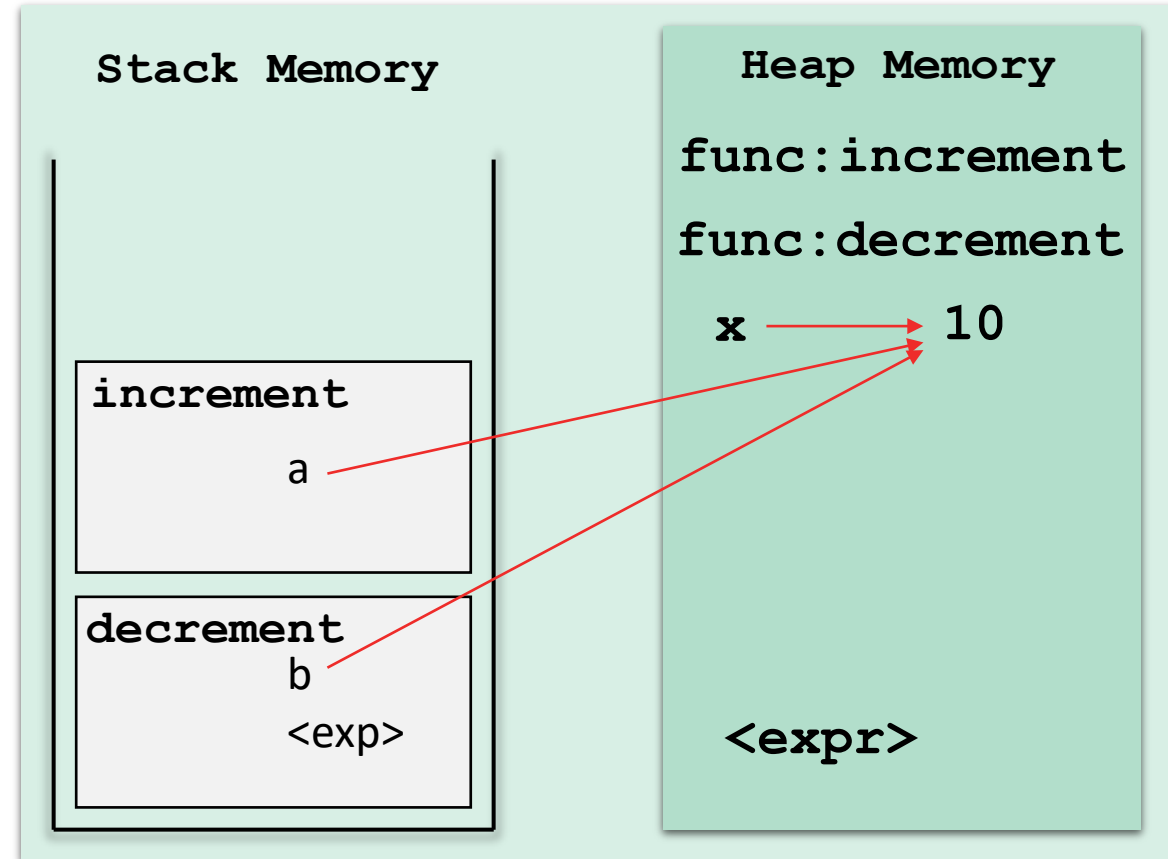 Stack Memory
increment
a
decrement
b
<exp>
Heap Memory
func:increment
func:decrement
x 10
<expr>